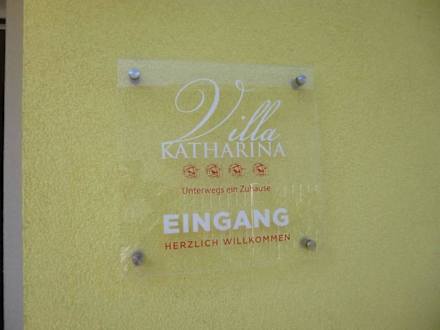 Villa
KATHARINA
Unterwegs ein Zuhause
EINGANG
HERZLICH WILLKOMMEN